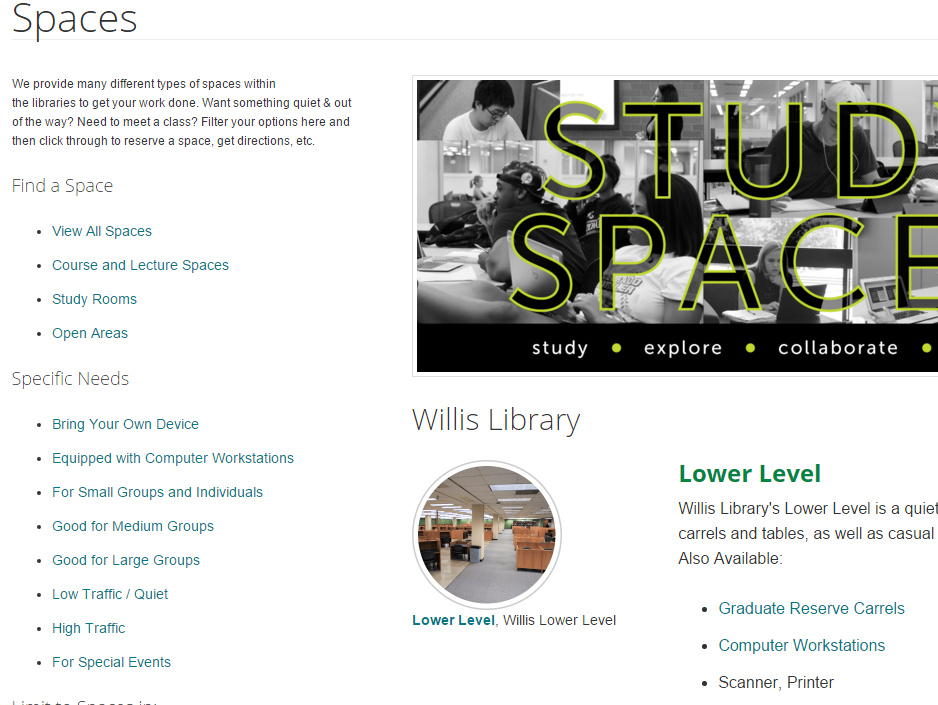 Spaces
We provide many different types of spaces within
the libraries to get your work done. Want something quiet & out
of the way? Need to meet a class? Filter your options here and
then click through to reserve a space, get directions, etc.
Find a Space
View All Spaces
Course and Lecture Spaces
Study Rooms
Open Areas
Specific Needs
Bring Your Own Device
Equipped with Computer Workstations
For Small Groups and Individuals
Good for Medium Groups
Good for Large Groups
Low Traffic / Quiet
High Traffic
For Special Events
Limit to Spaces in:
STUD
SPACE
study • explore • collaborate •
Willis Library
Lower Level, Willis Lower Level
Lower Level
Willis Library's Lower Level is a quiet
carrels and tables, as well as casual
Also Available:
Graduate Reserve Carrels
Computer Workstations
Scanner, Printer